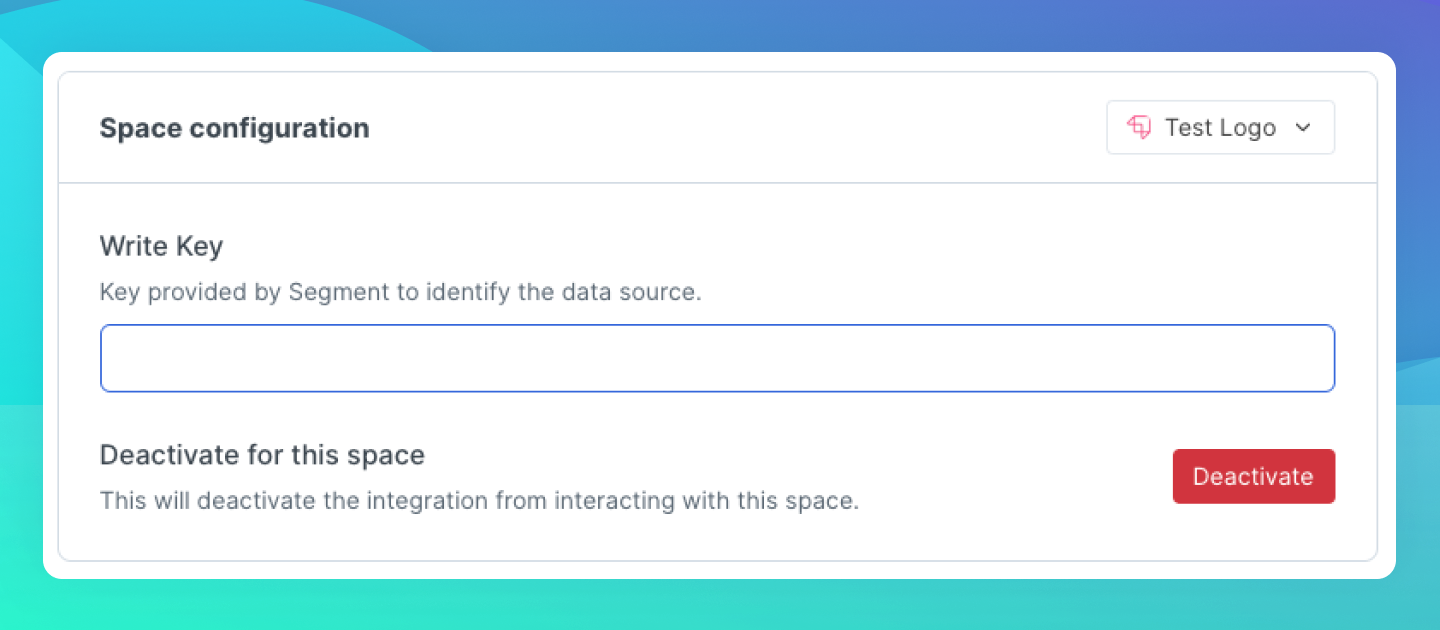 Space configuration
Test Logo
Write Key
Key provided by Segment to identify the data source.
Deactivate for this space
This will deactivate the integration from interacting with this space.
Deactivate